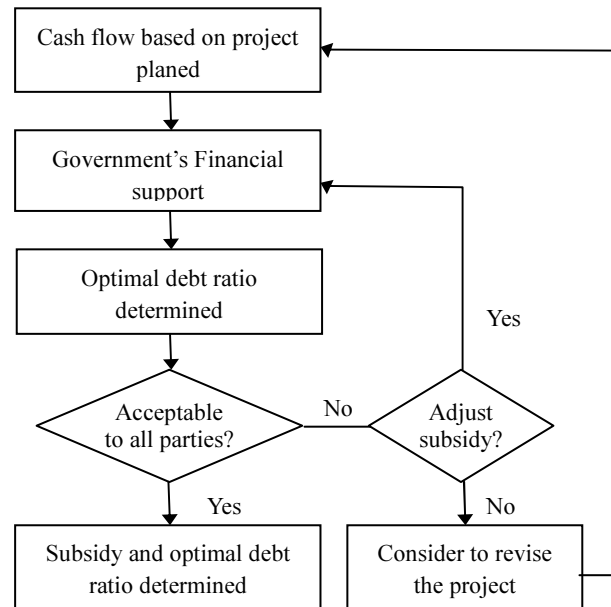 Cash flow based on project
planed
Government’s Financial
support
Optimal debt ratio
determined
Yes
Acceptable
to all parties?
No
Adjust
subsidy?
Yes
No
Subsidy and optimal debt
ratio determined
Consider to revise
the project